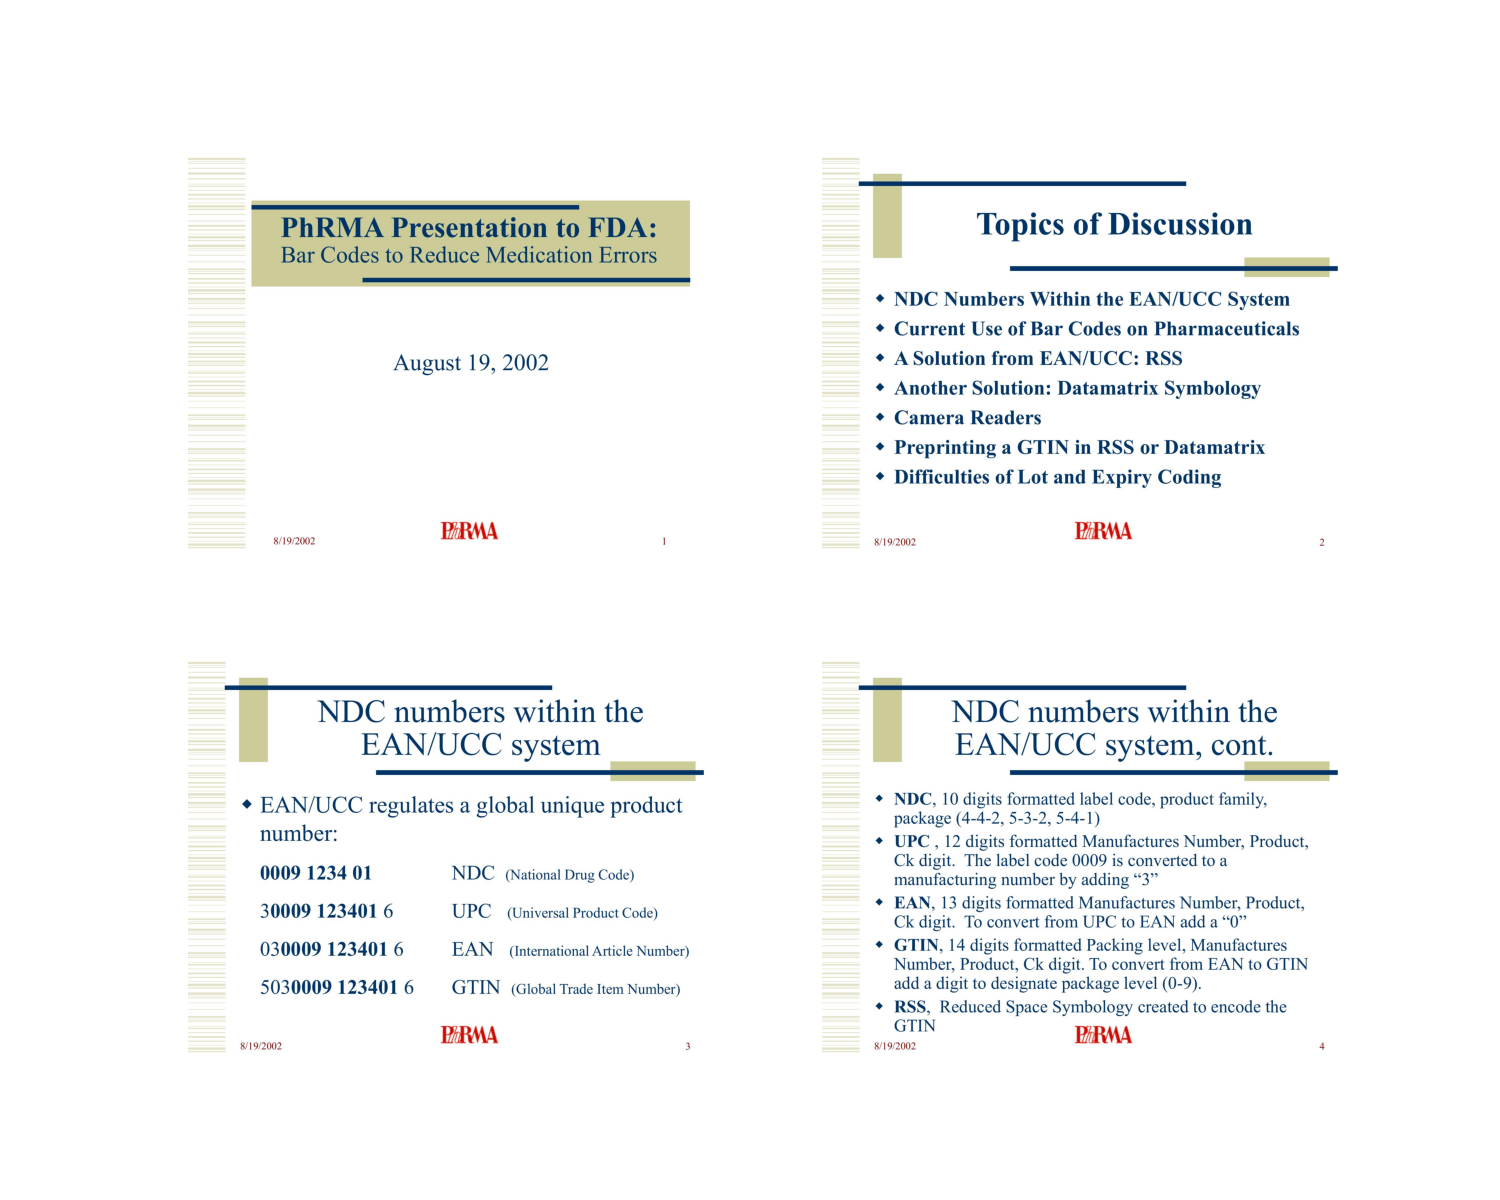 PhRMA Presentation to FDA:
Bar Codes to Reduce Medication Errors
August 19, 2002
8/19/2002
PhRMA
1
Topics of Discussion
NDC Numbers Within the EAN/UCC System
Current Use of Bar Codes on Pharmaceuticals
A Solution from EAN/UCC: RSS
Another Solution: Datamatrix Symbology
Camera Readers
Preprinting a GTIN in RSS or Datamatrix
Difficulties of Lot and Expiry Coding
8/19/2002
PhRMA
2
NDC numbers within the
EAN/UCC system
EAN/UCC regulates a global unique product
number:
0009 1234 01 NDC (National Drug Code)
30009 123401 6 UPC (Universal Product Code)
030009 123401 6 EAN (International Article Number)
5030009 123401 6 GTIN (Global Trade Item Number)
8/19/2002
PhRMA
3
NDC numbers within the
EAN/UCC system, cont.
NDC, 10 digits formatted label code, product family,
package (4-4-2, 5-3-2, 5-4-1)
UPC , 12 digits formatted Manufactures Number, Product,
Ck digit. The label code 0009 is converted to a
manufacturing number by adding “3”
EAN, 13 digits formatted Manufactures Number, Product,
Ck digit. To convert from UPC to EAN add a “0”
GTIN, 14 digits formatted Packing level, Manufactures
Number, Product, Ck digit. To convert from EAN to GTIN
add a digit to designate package level (0-9).
RSS, Reduced Space Symbology created to encode the
GTIN
8/19/2002
PhRMA
4